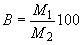 B = M₁/M₂ 100